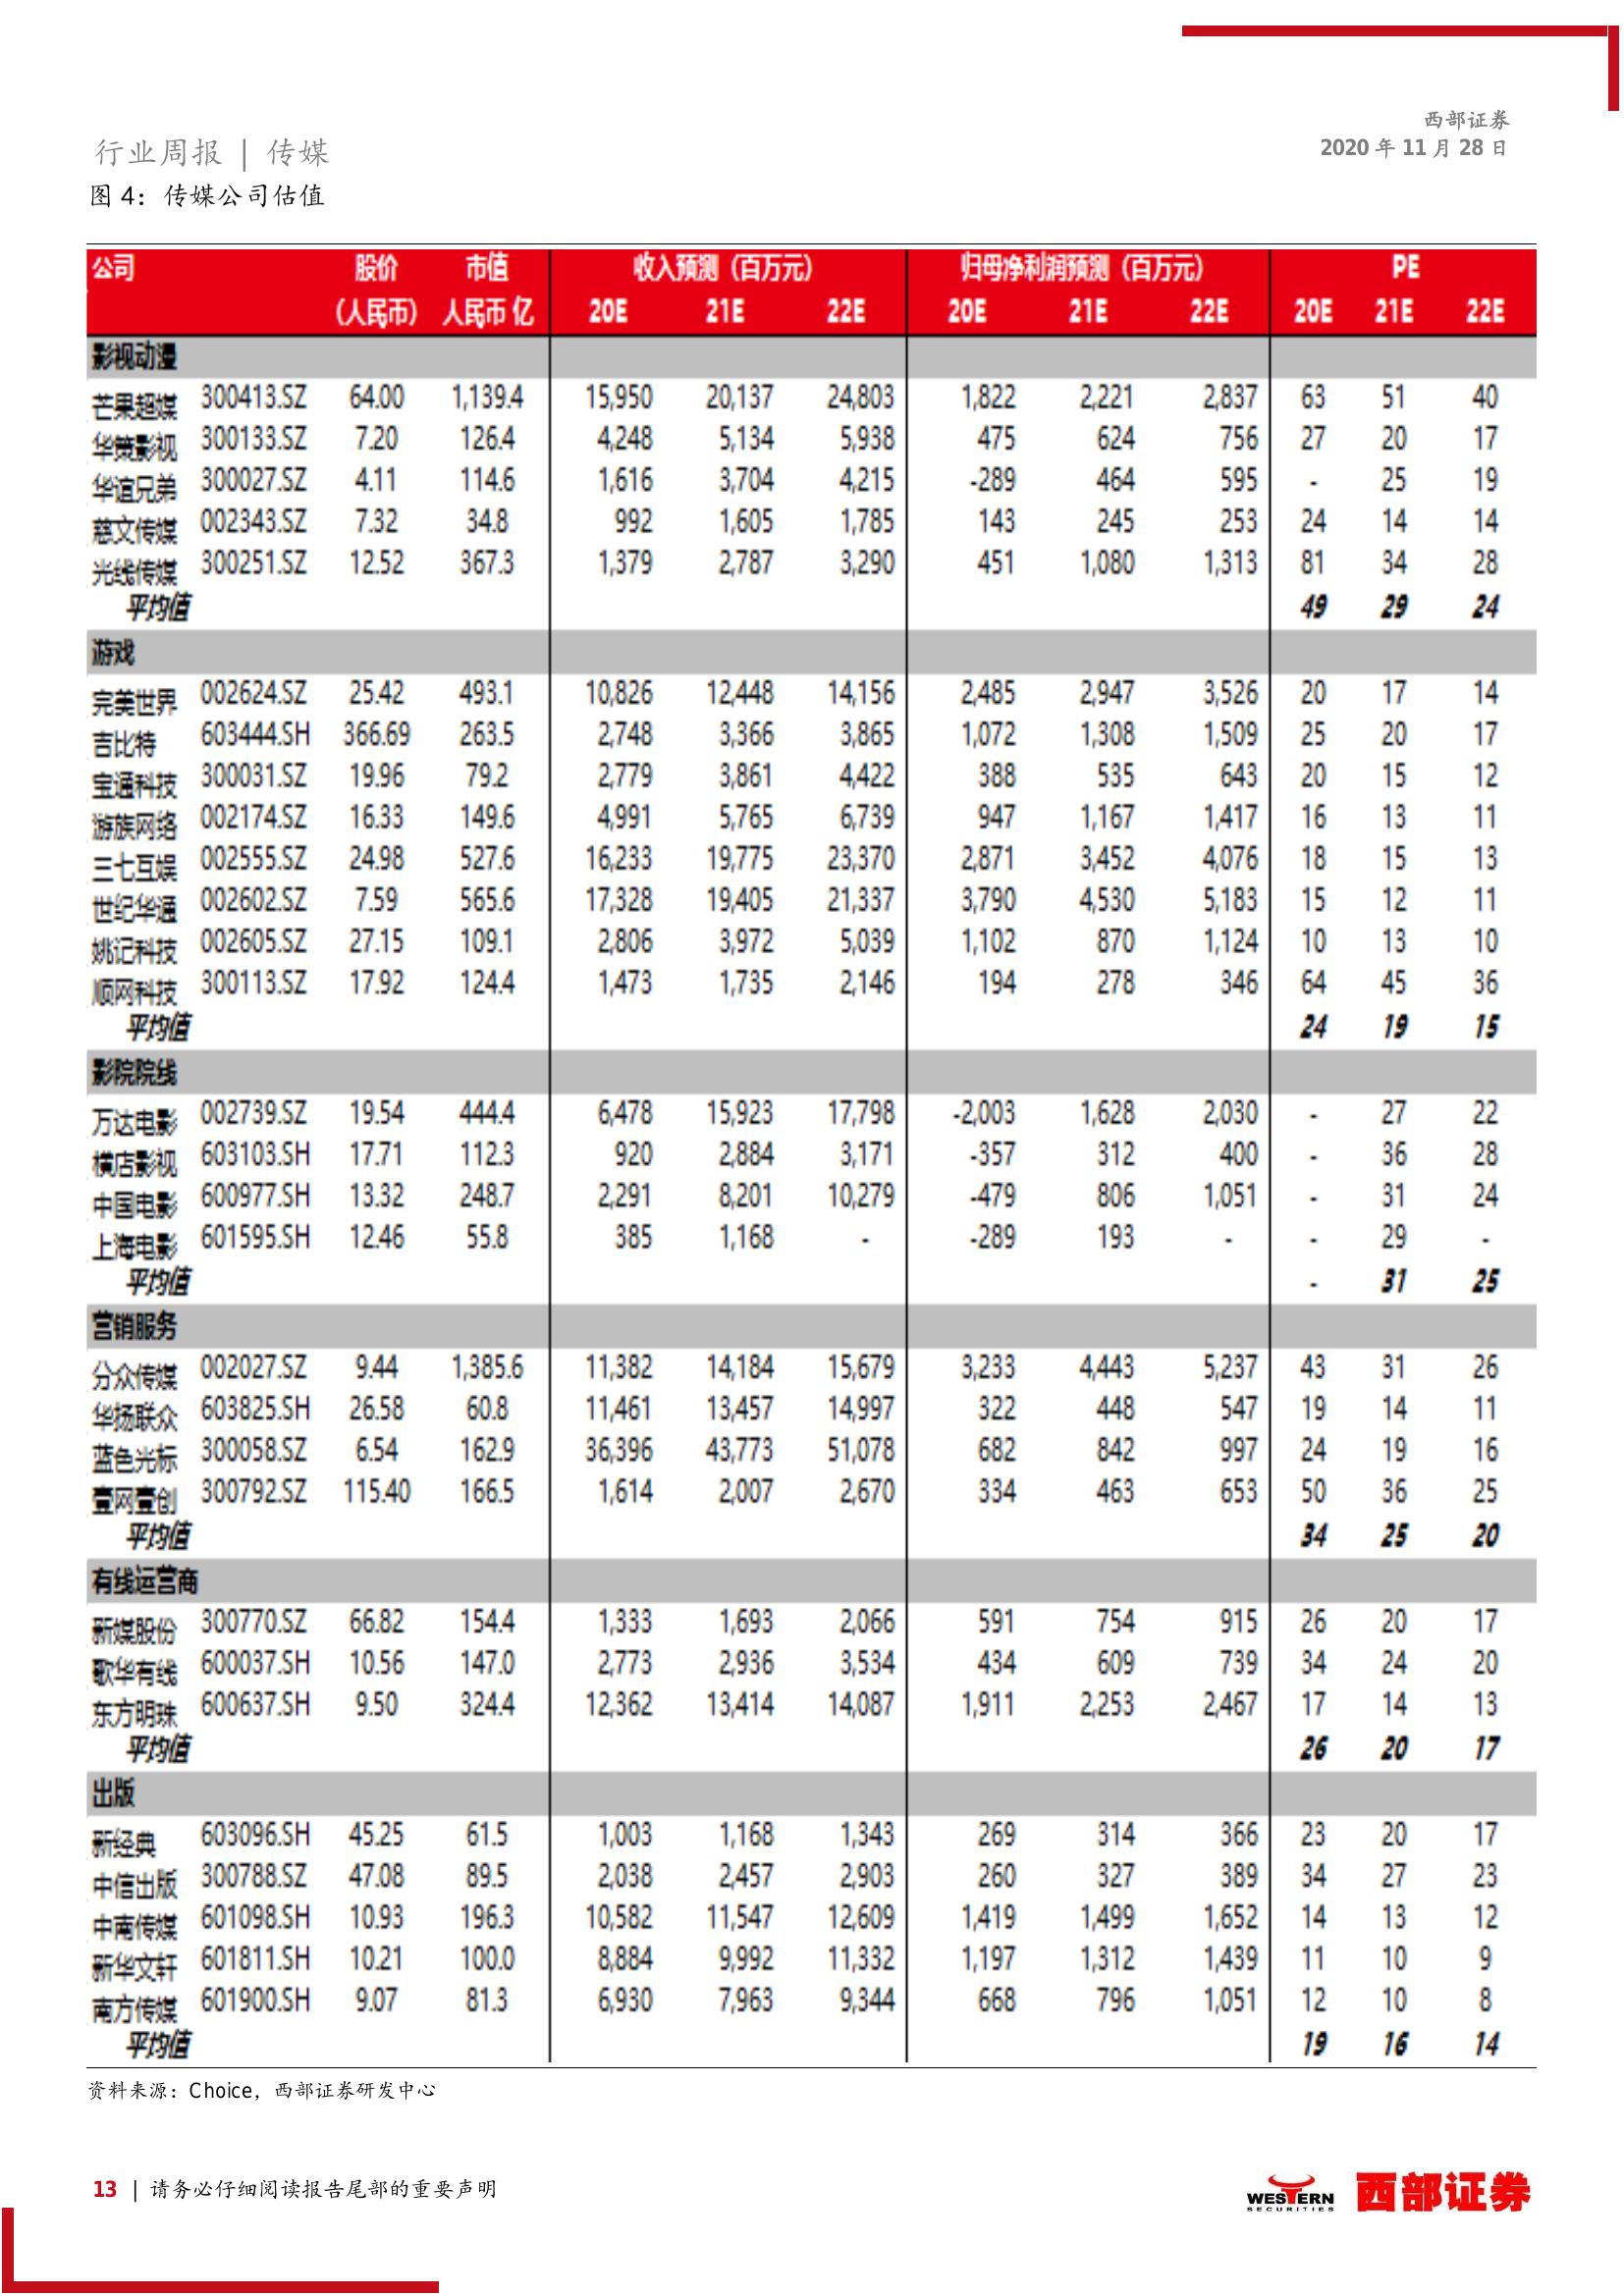 西部证券
2020 年 11 月 28 日
行业周报 | 传媒
图 4：传媒公司估值
公司 股价 市值 收入预测（百万元） 归母净利润预测（百万元） PE
（人民币） 人民币 亿 20E 21E 22E 20E 21E 22E 20E 21E 22E
影视动漫
芒果超媒 300413.SZ 64.00 1,139.4 15,950 20,137 24,803 1,822 2,221 2,837 63 51 40
华策影视 300133.SZ 7.20 126.4 4,248 5,134 5,938 475 624 756 27 20 17
华谊兄弟 300027.SZ 4.11 114.6 1,616 3,704 4,215 -289 464 595 - 25 19
慈文传媒 002343.SZ 7.32 34.8 992 1,605 1,785 143 245 253 24 14 14
光线传媒 300251.SZ 12.52 367.3 1,379 2,787 3,290 451 1,080 1,313 81 34 28
平均值 49 29 24
游戏
完美世界 002624.SZ 25.42 493.1 10,826 12,448 14,156 2,485 2,947 3,526 20 17 14
吉比特 603444.SH 366.69 263.5 2,748 3,366 3,865 1,072 1,308 1,509 25 20 17
宝通科技 300031.SZ 19.96 79.2 2,779 3,861 4,422 388 535 643 20 15 12
游族网络 002174.SZ 16.33 149.6 4,991 5,765 6,739 947 1,167 1,417 16 13 11
三七互娱 002555.SZ 24.98 527.6 16,233 19,775 23,370 2,871 3,452 4,076 18 15 13
世纪华通 002602.SZ 7.59 565.6 17,328 19,405 21,337 3,790 4,530 5,183 15 12 11
姚记科技 002605.SZ 27.15 109.1 2,806 3,972 5,039 1,102 870 1,124 10 13 10
顺网科技 300113.SZ 17.92 124.4 1,473 1,735 2,146 194 278 346 64 45 36
平均值 24 19 15
影院院线
万达电影 002739.SZ 19.54 444.4 6,478 15,923 17,798 -2,003 1,628 2,030 - 27 22
横店影视 603103.SH 17.71 112.3 920 2,884 3,171 -357 312 400 - 36 28
中国电影 600977.SH 13.32 248.7 2,291 8,201 10,279 -479 806 1,051 - 31 24
上海电影 601595.SH 12.46 55.8 385 1,168 - -289 193 - - 29 -
平均值 - 31 25
营销服务
分众传媒 002027.SZ 9.44 1,385.6 11,382 14,184 15,679 3,233 4,443 5,237 43 31 26
华扬联众 603825.SH 26.58 60.8 11,461 13,457 14,997 322 448 547 19 14 11
蓝色光标 300058.SZ 6.54 162.9 36,396 43,773 51,078 682 842 997 24 19 16
壹网壹创 300792.SZ 115.40 166.5 1,614 2,007 2,670 334 463 653 50 36 25
平均值 34 25 20
有线运营商
新媒股份 300770.SZ 66.82 154.4 1,333 1,693 2,066 591 754 915 26 20 17
歌华有线 600037.SH 10.56 147.0 2,773 2,936 3,534 434 609 739 34 24 20
东方明珠 600637.SH 9.50 324.4 12,362 13,414 14,087 1,911 2,253 2,467 17 14 13
平均值 26 20 17
出版
新经典 603096.SH 45.25 61.5 1,003 1,168 1,343 269 314 366 23 20 17
中信出版 300788.SZ 47.08 89.5 2,038 2,457 2,903 260 327 389 34 27 23
中南传媒 601098.SH 10.93 196.3 10,582 11,547 12,609 1,419 1,499 1,652 14 13 12
新华文轩 601811.SH 10.21 100.0 8,884 9,992 11,332 1,197 1,312 1,439 11 10 9
南方传媒 601900.SH 9.07 81.3 6,930 7,963 9,344 668 796 1,051 12 10 8
平均值 19 16 14
资料来源：Choice，西部证券研发中心
13 | 请务必仔细阅读报告尾部的重要声明
WESTERN
SECURITIES
西部证券